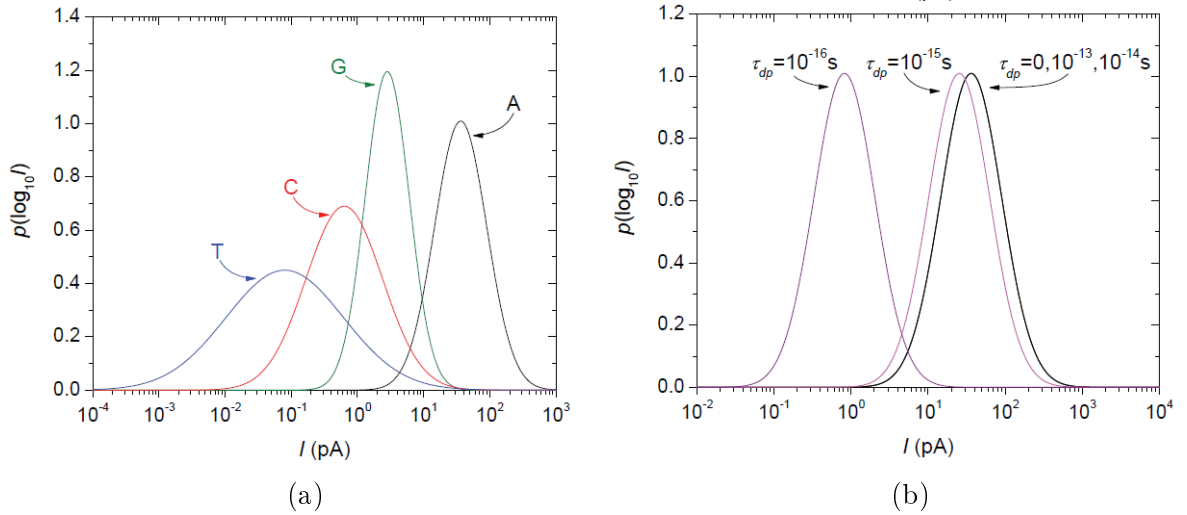 1.4
1.2
1.0
0.8
0.6
0.4
0.2
0.0
p(log₁₀I)
G
A
C
T
10⁻⁴ 10⁻³ 10⁻² 10⁻¹ 10⁰ 10¹ 10² 10³
I (pA)
(a)
1.2
1.0
0.8
0.6
0.4
0.2
0.0
p(log₁₀I)
τdp=10⁻¹⁶s τdp=10⁻¹⁵s τdp=0,10⁻¹³,10⁻¹⁴s
10⁻² 10⁻¹ 10⁰ 10¹ 10² 10³ 10⁴
I (pA)
(b)